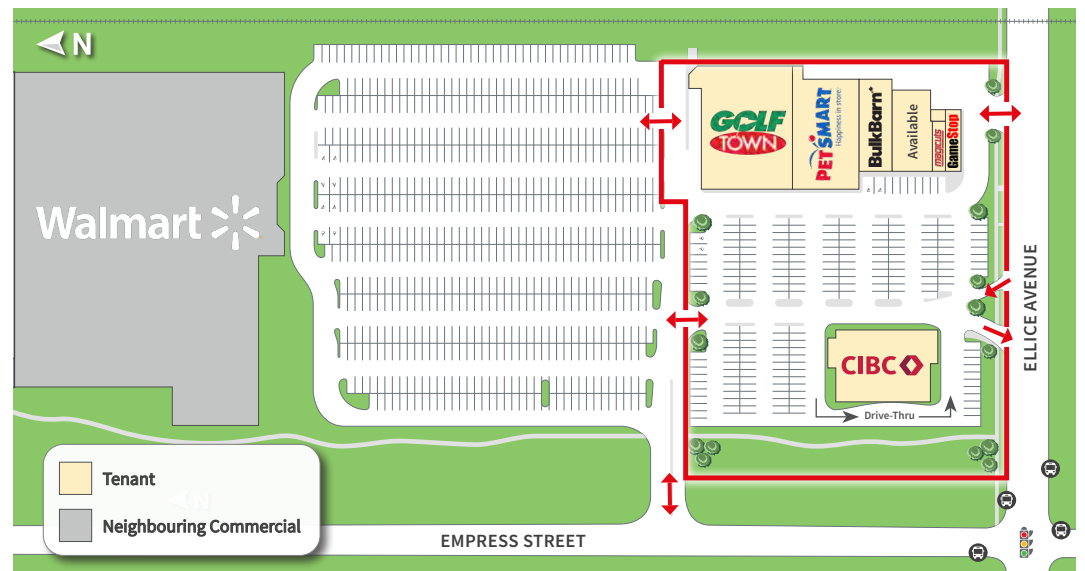 N
Walmart
GOLF
TOWN
PETSMART
Happiness in store:
BulkBarn
Available
magicuts
GameStop
CIBC
Drive-Thru
ELLICE AVENUE
Tenant
N
Neighbouring Commercial
EMPRESS STREET